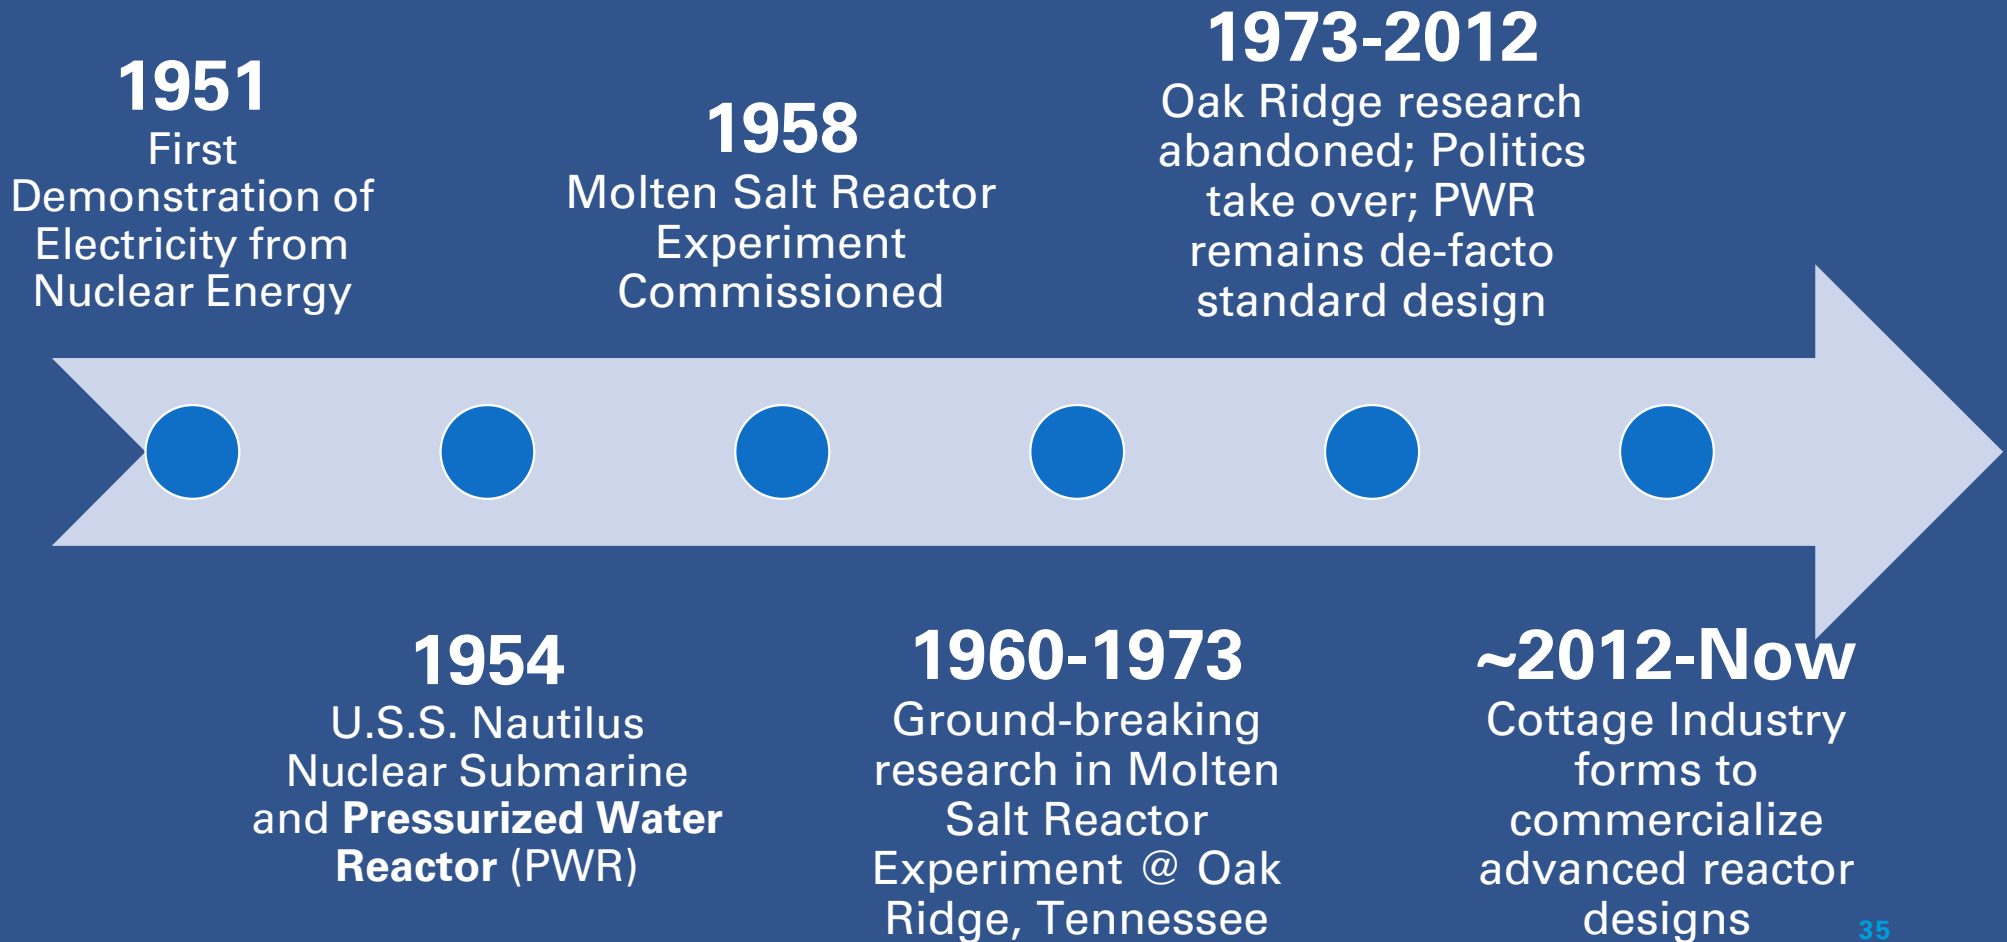 1951
First
Demonstration of
Electricity from
Nuclear Energy
1954
U.S.S. Nautilus
Nuclear Submarine
and Pressurized Water
Reactor (PWR)
1958
Molten Salt Reactor
Experiment
Commissioned
1960-1973
Ground-breaking
research in Molten
Salt Reactor
Experiment @ Oak
Ridge, Tennessee
1973-2012
Oak Ridge research
abandoned; Politics
take over; PWR
remains de-facto
standard design
~2012-Now
Cottage Industry
forms to
commercialize
advanced reactor
designs
35